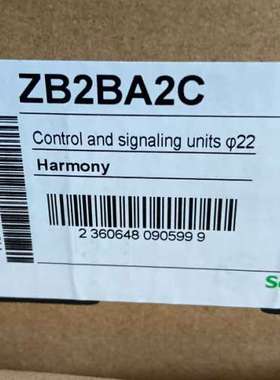 ZB2BA2C
Control and signaling units φ22
Harmony
2 360648 090599 9